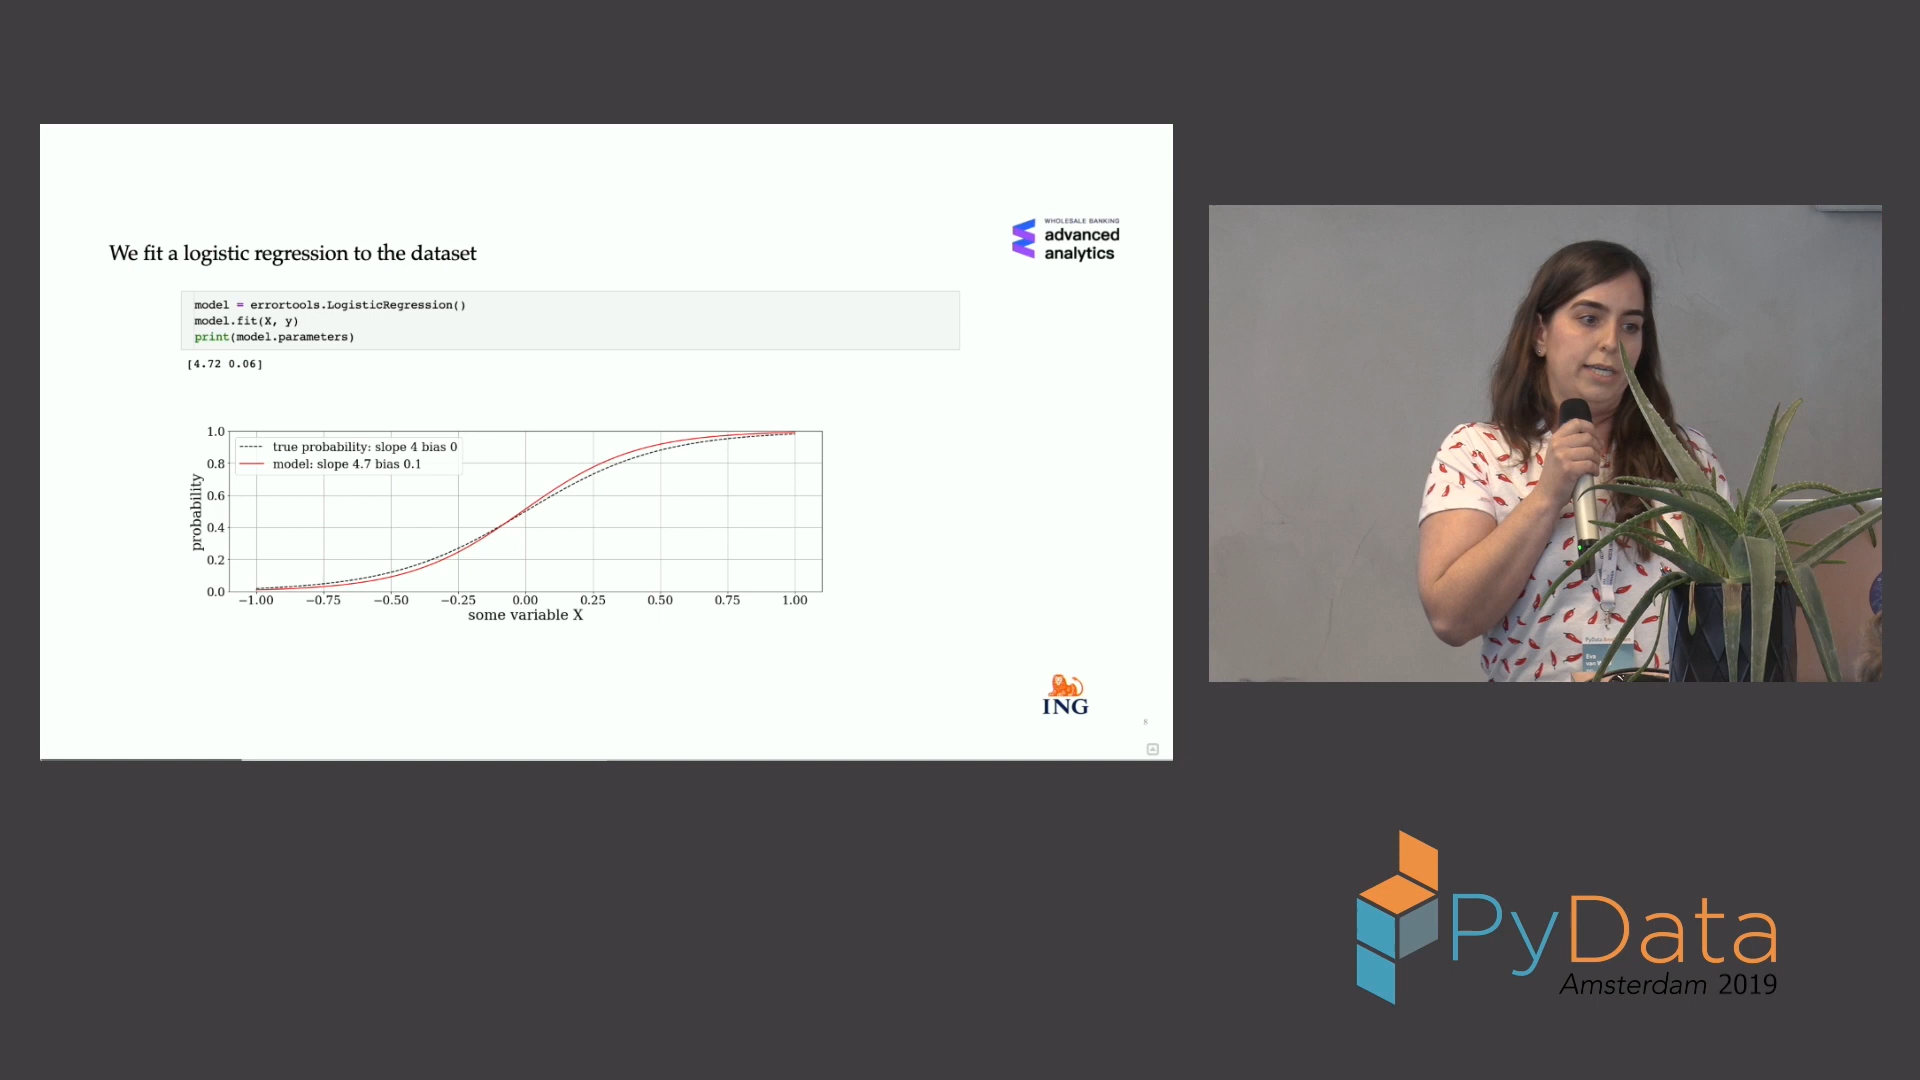 We fit a logistic regression to the dataset
WHOLESALE BANKING
advanced
analytics
model = errortools.LogisticRegression()
model.fit(X, y)
print(model.parameters)
[4.72 0.06]
true probability: slope 4 bias 0
model: slope 4.7 bias 0.1
probability
1.0
0.8
0.6
0.4
0.2
0.0
−1.00 −0.75 −0.50 −0.25 0.00 0.25 0.50 0.75 1.00
some variable X
ING
8
PyData
Eva
van
PyData
Amsterdam 2019